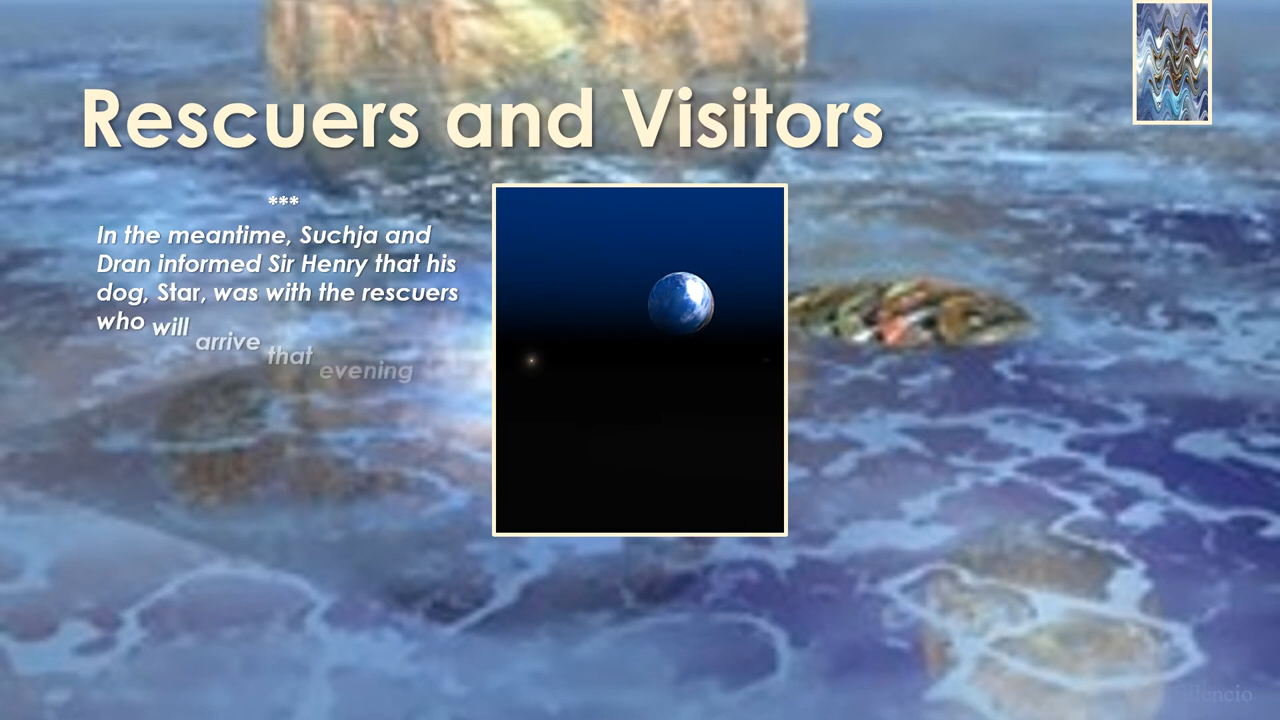 Rescuers and Visitors
***
In the meantime, Suchja and
Dran informed Sir Henry that his
dog, Star, was with the rescuers
who will arrive that evening